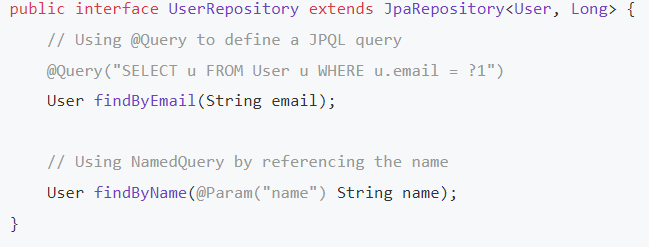 public interface UserRepository extends JpaRepository<User, Long> {
    // Using @Query to define a JPQL query
    @Query("SELECT u FROM User u WHERE u.email = ?1")
    User findByEmail(String email);

    // Using NamedQuery by referencing the name
    User findByName(@Param("name") String name);
}